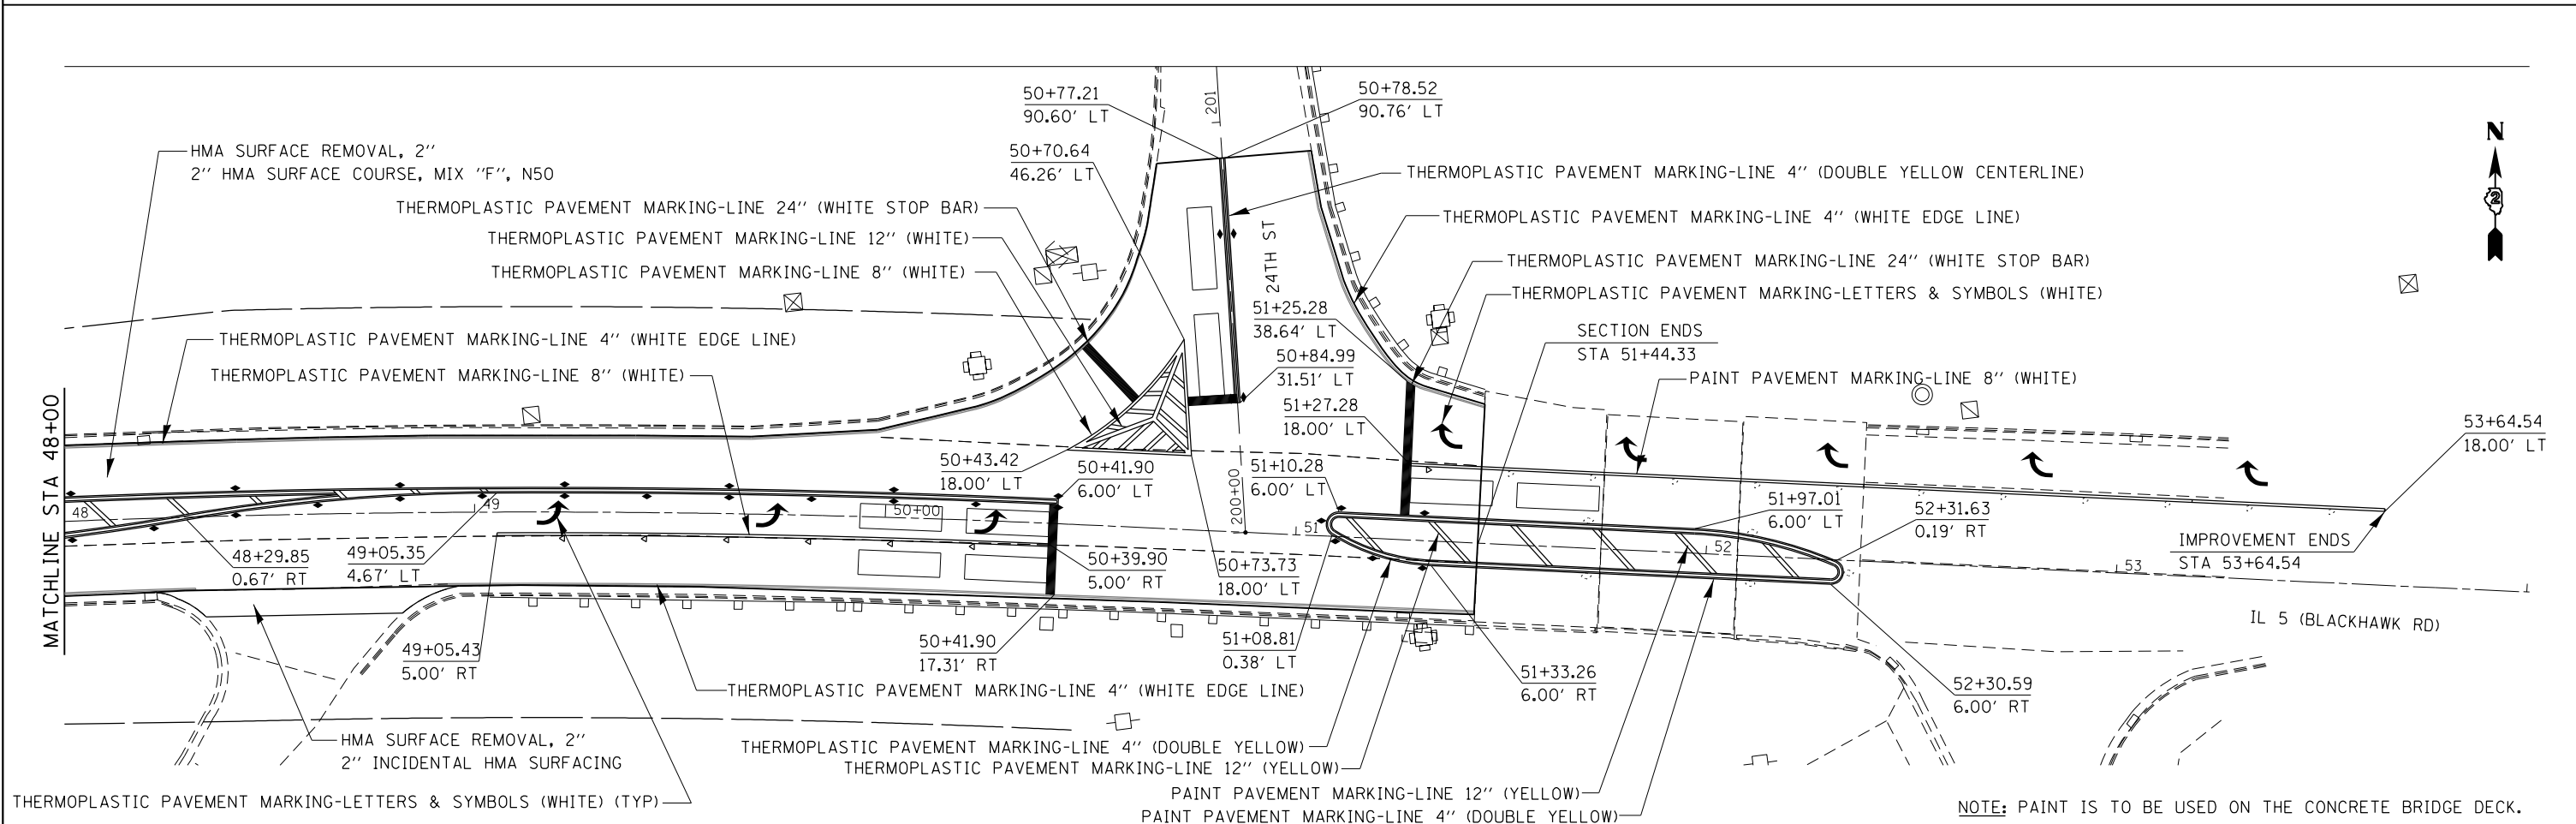 50+77.21
90.60' LT
201
50+78.52
90.76' LT
N
2
HMA SURFACE REMOVAL, 2"
2" HMA SURFACE COURSE, MIX "F", N50
50+70.64
46.26' LT
THERMOPLASTIC PAVEMENT MARKING-LINE 4" (DOUBLE YELLOW CENTERLINE)
THERMOPLASTIC PAVEMENT MARKING-LINE 24" (WHITE STOP BAR)
THERMOPLASTIC PAVEMENT MARKING-LINE 4" (WHITE EDGE LINE)
THERMOPLASTIC PAVEMENT MARKING-LINE 12" (WHITE)
24TH ST
THERMOPLASTIC PAVEMENT MARKING-LINE 24" (WHITE STOP BAR)
THERMOPLASTIC PAVEMENT MARKING-LINE 8" (WHITE)
THERMOPLASTIC PAVEMENT MARKING-LETTERS & SYMBOLS (WHITE)
51+25.28
38.64' LT
SECTION ENDS
STA 51+44.33
THERMOPLASTIC PAVEMENT MARKING-LINE 4" (WHITE EDGE LINE)
50+84.99
31.51' LT
THERMOPLASTIC PAVEMENT MARKING-LINE 8" (WHITE)
PAINT PAVEMENT MARKING-LINE 8" (WHITE)
51+27.28
18.00' LT
53+64.54
18.00' LT
MATCHLINE STA 48+00
50+43.42
18.00' LT
50+41.90
6.00' LT
51+10.28
6.00' LT
51+97.01
6.00' LT
52+31.63
0.19' RT
48
49
50+00
200+00
51
52
53
IMPROVEMENT ENDS
STA 53+64.54
48+29.85
0.67' RT
49+05.35
4.67' LT
50+39.90
5.00' RT
50+73.73
18.00' LT
IL 5 (BLACKHAWK RD)
49+05.43
5.00' RT
50+41.90
17.31' RT
51+08.81
0.38' LT
51+33.26
6.00' RT
52+30.59
6.00' RT
THERMOPLASTIC PAVEMENT MARKING-LINE 4" (WHITE EDGE LINE)
HMA SURFACE REMOVAL, 2"
2" INCIDENTAL HMA SURFACING
THERMOPLASTIC PAVEMENT MARKING-LINE 4" (DOUBLE YELLOW)
THERMOPLASTIC PAVEMENT MARKING-LINE 12" (YELLOW)
THERMOPLASTIC PAVEMENT MARKING-LETTERS & SYMBOLS (WHITE) (TYP)
PAINT PAVEMENT MARKING-LINE 12" (YELLOW)
PAINT PAVEMENT MARKING-LINE 4" (DOUBLE YELLOW)
NOTE: PAINT IS TO BE USED ON THE CONCRETE BRIDGE DECK.